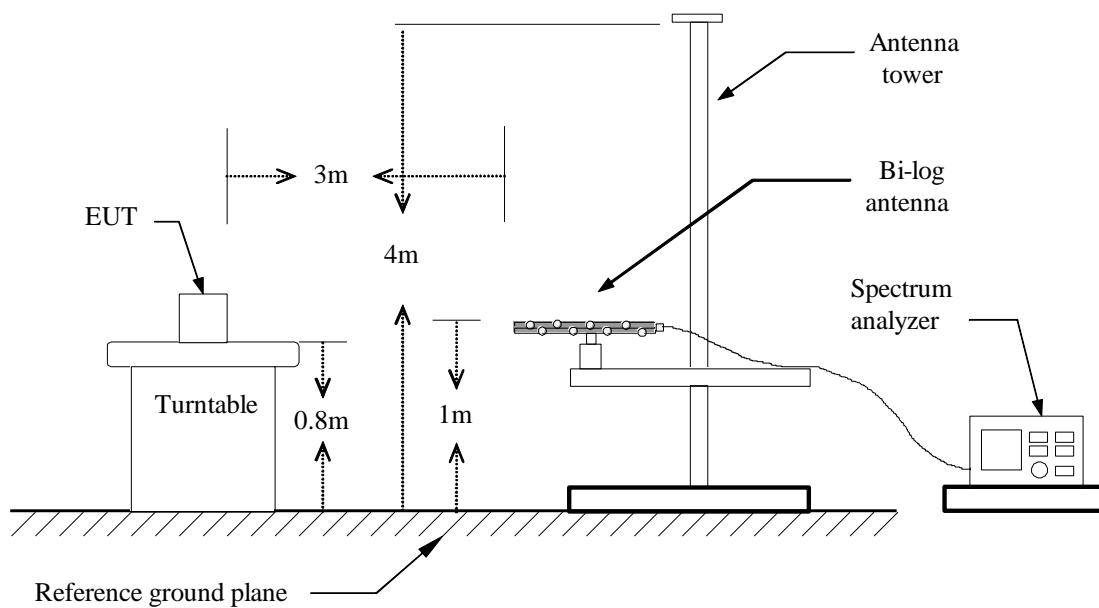 Antenna
tower
3m
Bi-log
antenna
EUT
4m
Spectrum
analyzer
Turntable
0.8m
1m
Reference ground plane